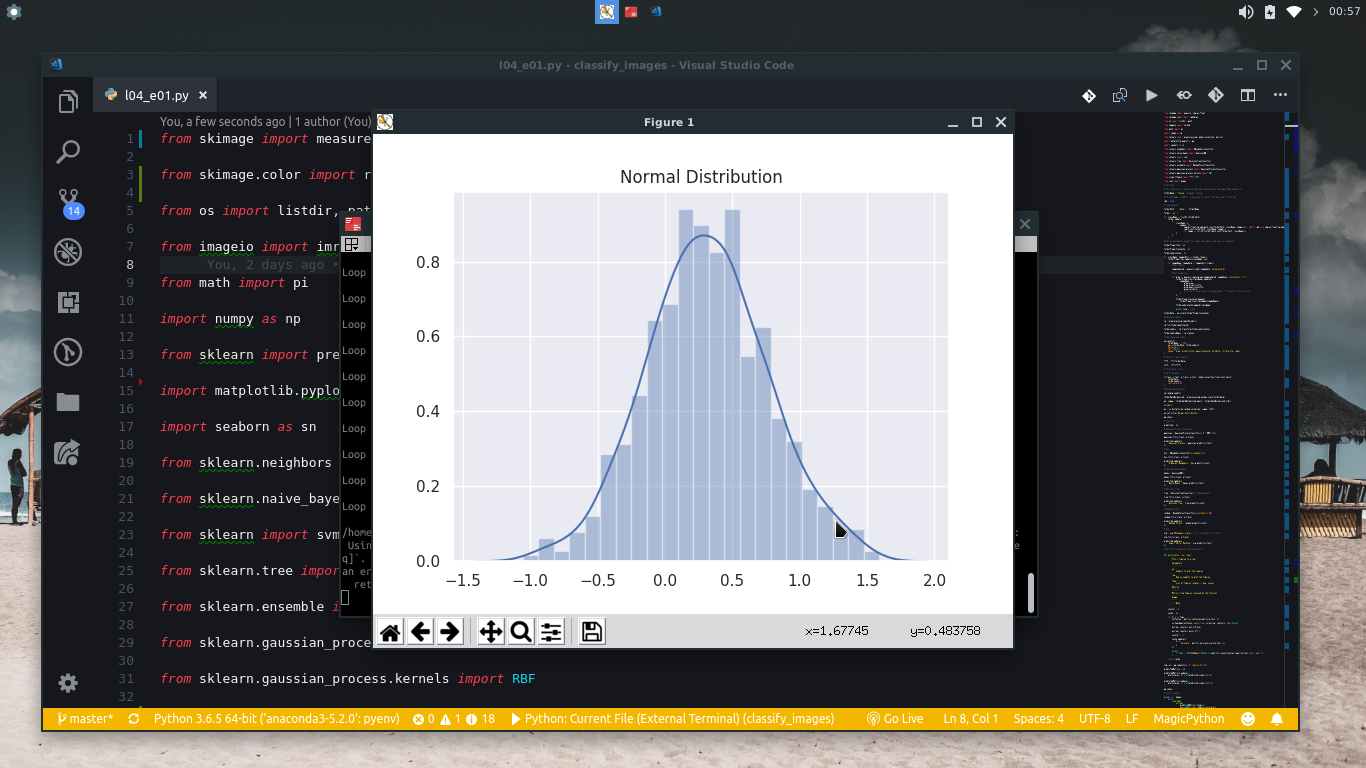 00:57
l04_e01.py - classify_images - Visual Studio Code
l04_e01.py
You, a few seconds ago | 1 author (You)
1 from skimage import measure
2
3 from skimage.color import r
4
5 from os import listdir, pat
6
7 from imageio import imr
8 You, 2 days ago •
9 from math import pi
10
11 import numpy as np
12
13 from sklearn import pre
14
15 import matplotlib.pyplo
16
17 import seaborn as sn
18
19 from sklearn.neighbors
20
21 from sklearn.naive_baye
22
23 from sklearn import svm
24
25 from sklearn.tree impor
26
27 from sklearn.ensemble i
28
29 from sklearn.gaussian_proce
30
31 from sklearn.gaussian_process.kernels import RBF
32
14
Loop
Loop
Loop
Loop
Loop
Loop
Loop
Loop
Loop
Loop
/home
Using
q]`.
an er
ret
Figure 1
Normal Distribution
0.8
0.6
0.4
0.2
0.0
−1.5 −1.0 −0.5 0.0 0.5 1.0 1.5 2.0
x=1.67745 y=0.483758
master* Python 3.6.5 64-bit ('anaconda3-5.2.0': pyenv) 0 1 18 Python: Current File (External Terminal) (classify_images) Go Live Ln 8, Col 1 Spaces: 4 UTF-8 LF MagicPython